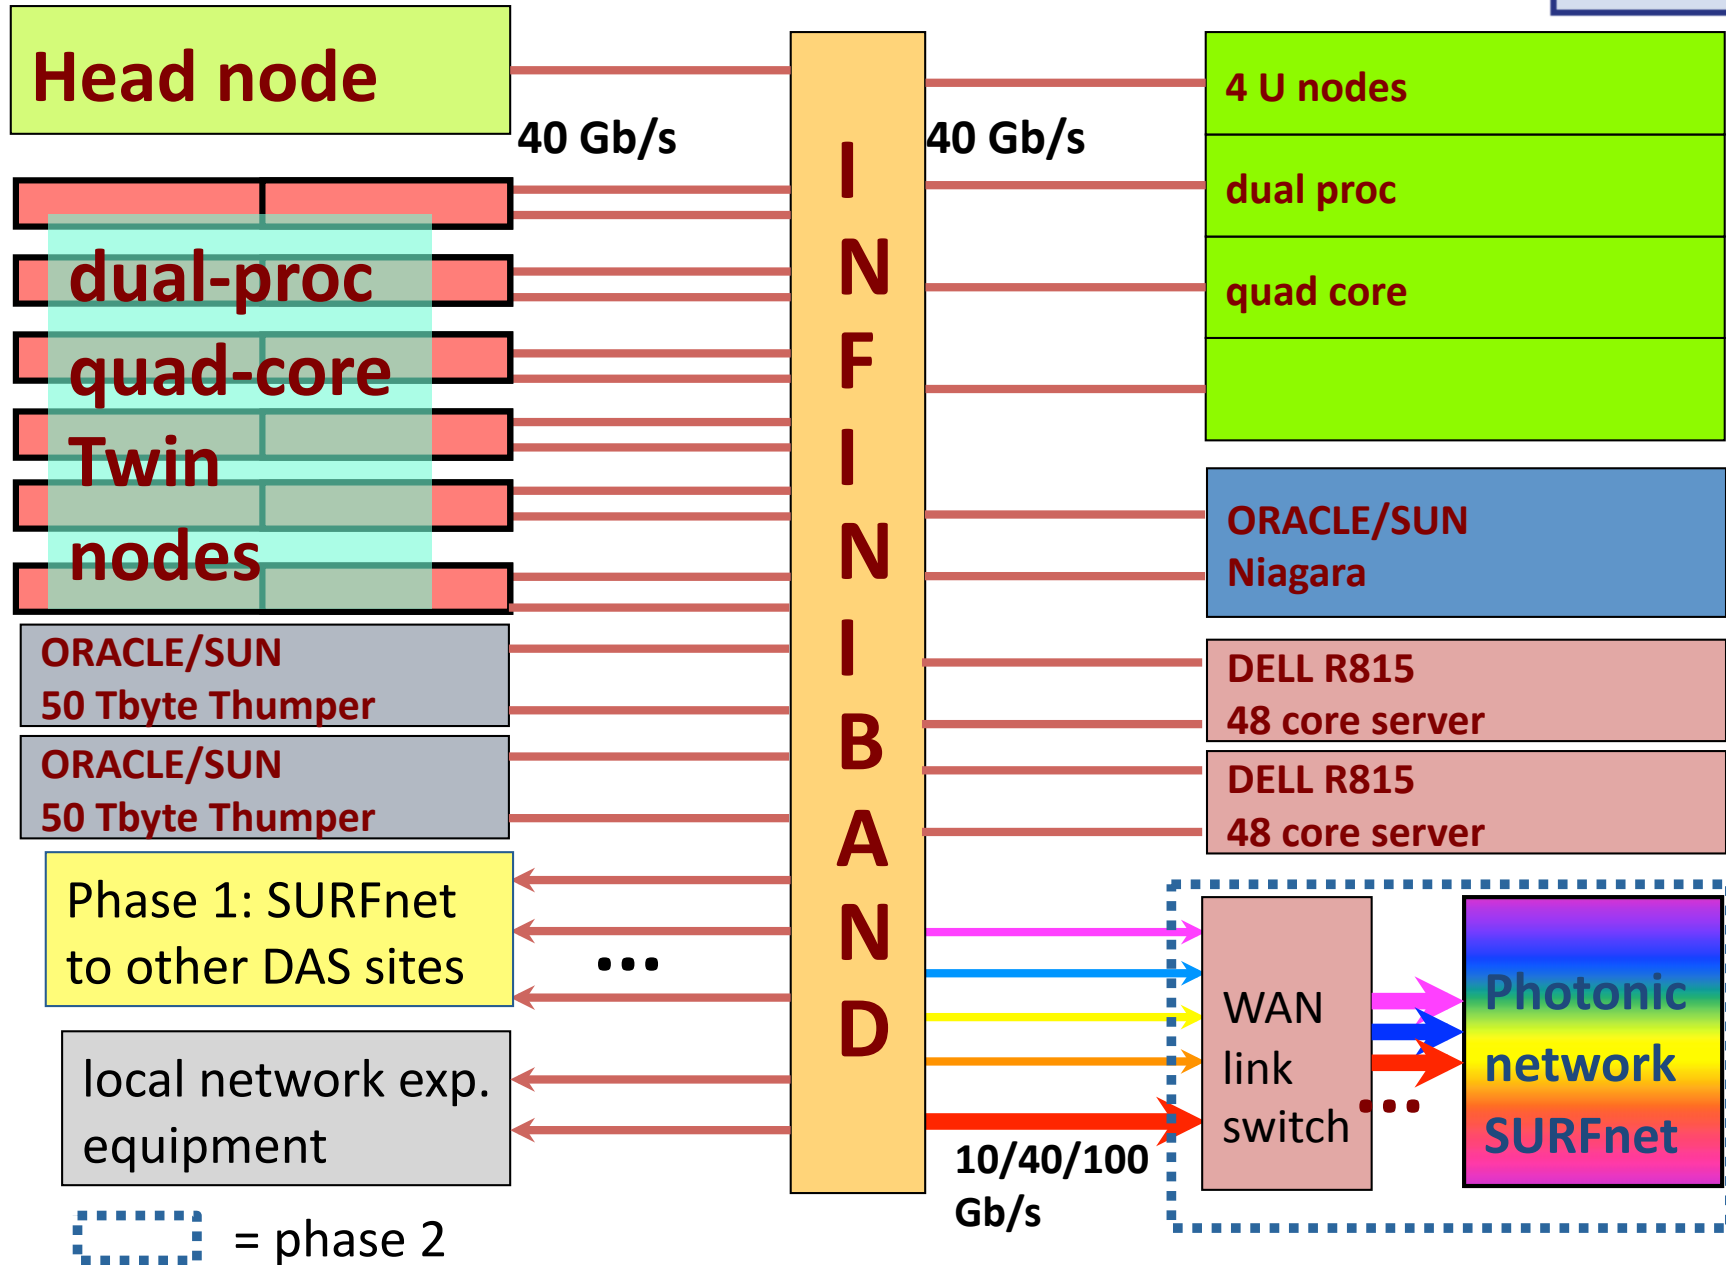 Head node
40 Gb/s
dual-proc
quad-core
Twin
nodes
ORACLE/SUN
50 Tbyte Thumper
ORACLE/SUN
50 Tbyte Thumper
Phase 1: SURFnet
to other DAS sites
...
local network exp.
equipment
= phase 2
I
N
F
I
N
I
B
A
N
D
40 Gb/s
4 U nodes
dual proc
quad core
ORACLE/SUN
Niagara
DELL R815
48 core server
DELL R815
48 core server
10/40/100
Gb/s
WAN
link
switch
...
Photonic
network
SURFnet